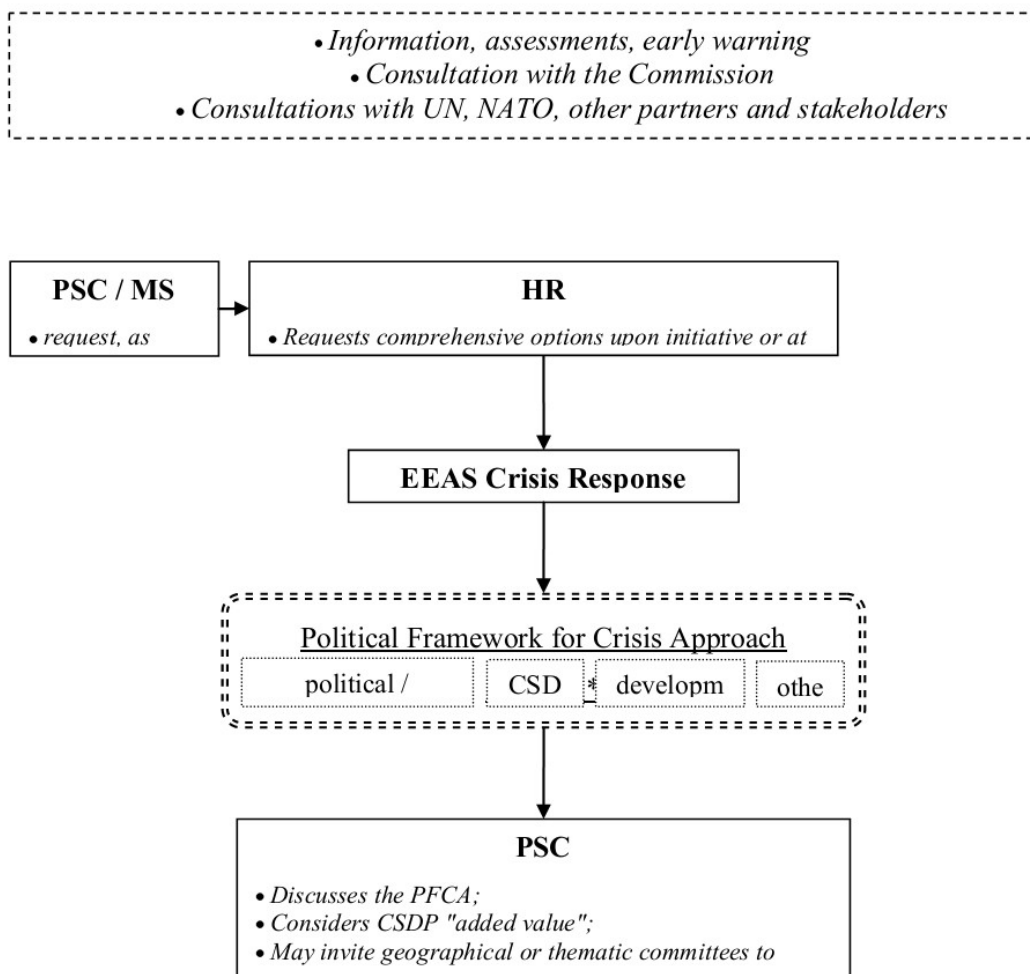 • Information, assessments, early warning
• Consultation with the Commission
• Consultations with UN, NATO, other partners and stakeholders
PSC / MS
• request, as
HR
• Requests comprehensive options upon initiative or at
EEAS Crisis Response
Political Framework for Crisis Approach
political /
CSD
*
developm
othe
PSC
• Discusses the PFCA;
• Considers CSDP "added value";
• May invite geographical or thematic committees to